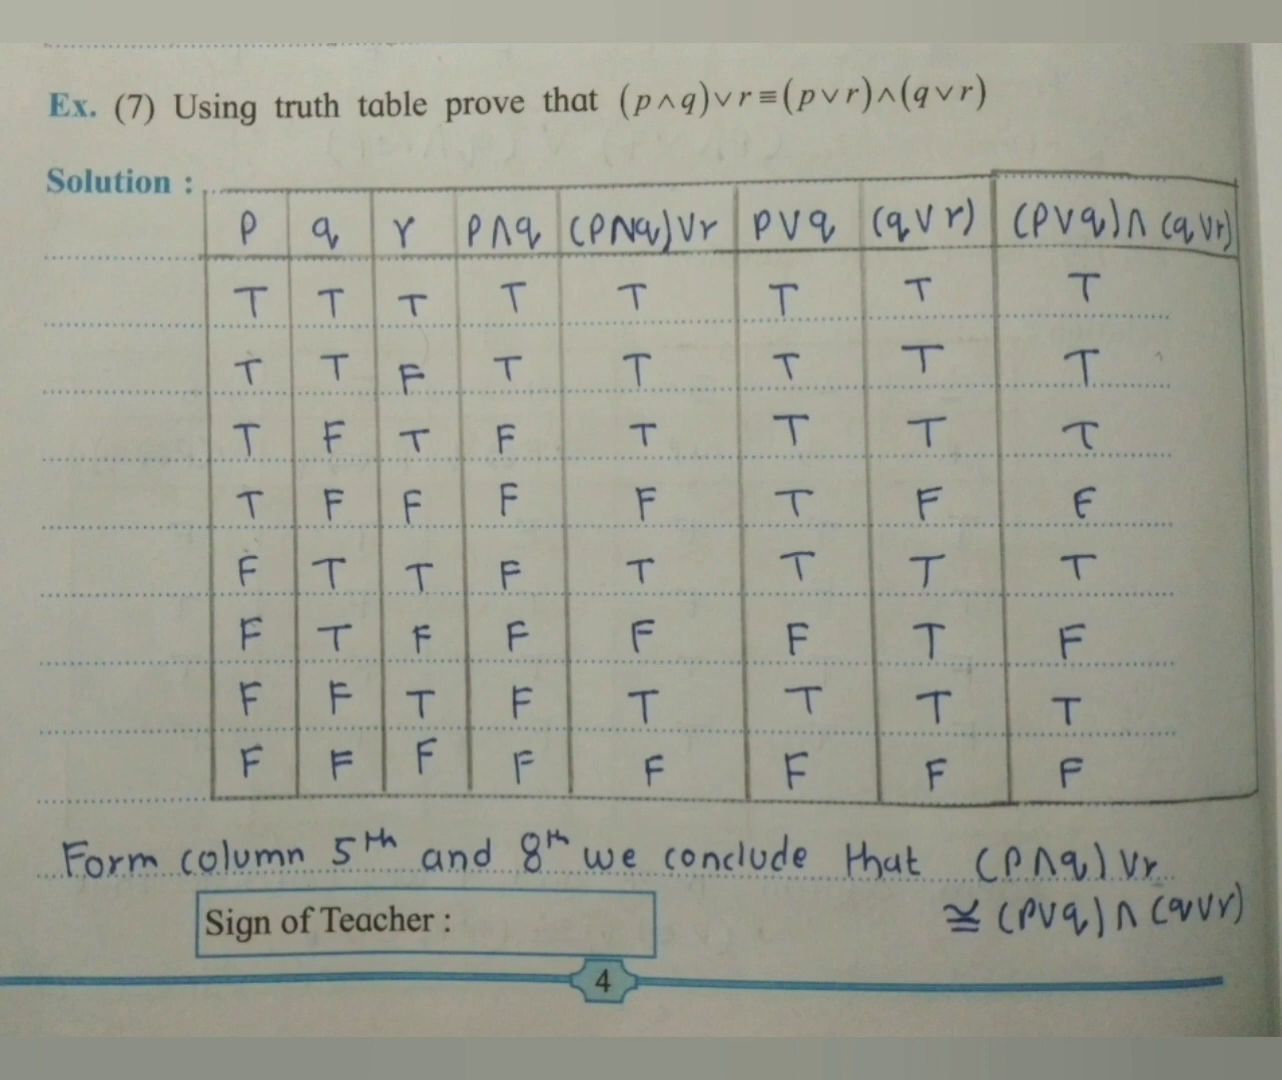 Ex. (7) Using truth table prove that (p∧q)∨r≡(p∨r)∧(q∨r)
Solution :
P q r P∧q (P∧q)∨r P∨q (q∨r) (P∨q)∧(q∨r)
T T T T T T T T
T T F T T T T T
T F T F T T T T
T F F F F T F F
F T T F T T T T
F T F F F F T F
F F T F T T T T
F F F F F F F F
Form column 5th and 8th we conclude that (P∧q)∨r
≅ (P∨q)∧(q∨r)
Sign of Teacher :
4